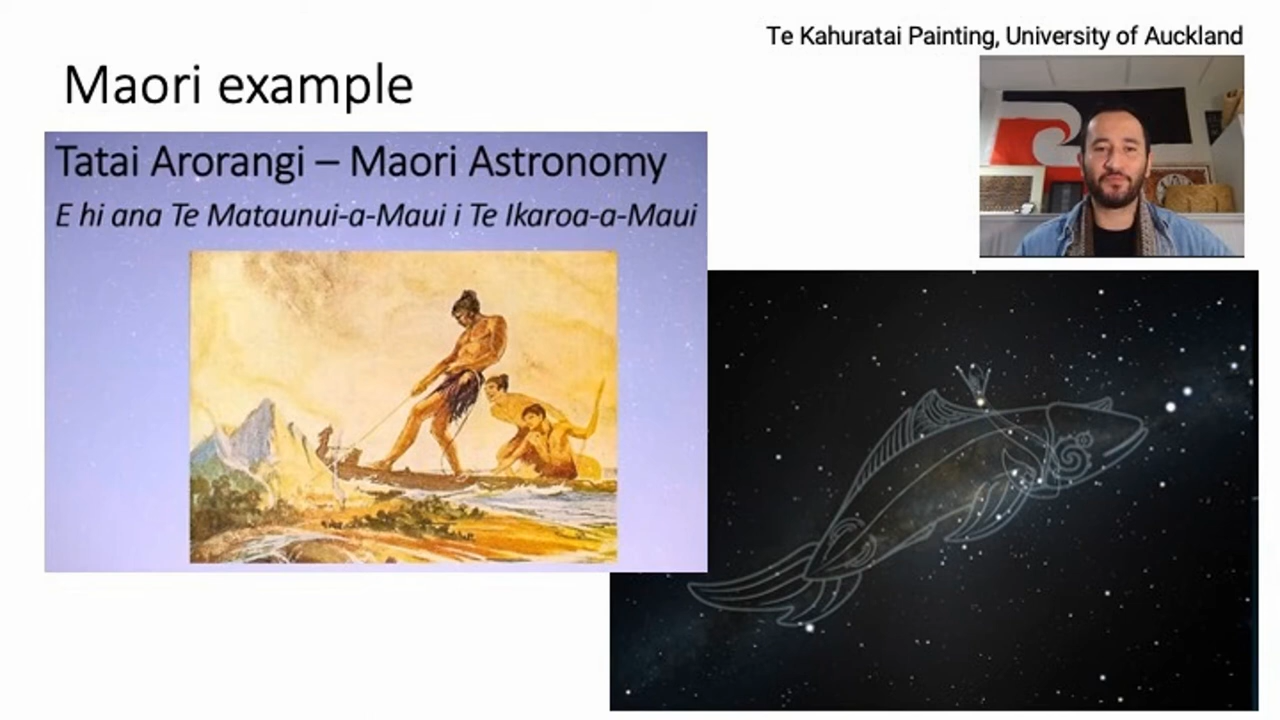 Te Kahuratai Painting, University of Auckland
Maori example
Tatai Arorangi – Maori Astronomy
E hi ana Te Mataunui-a-Maui i Te Ikaroa-a-Maui